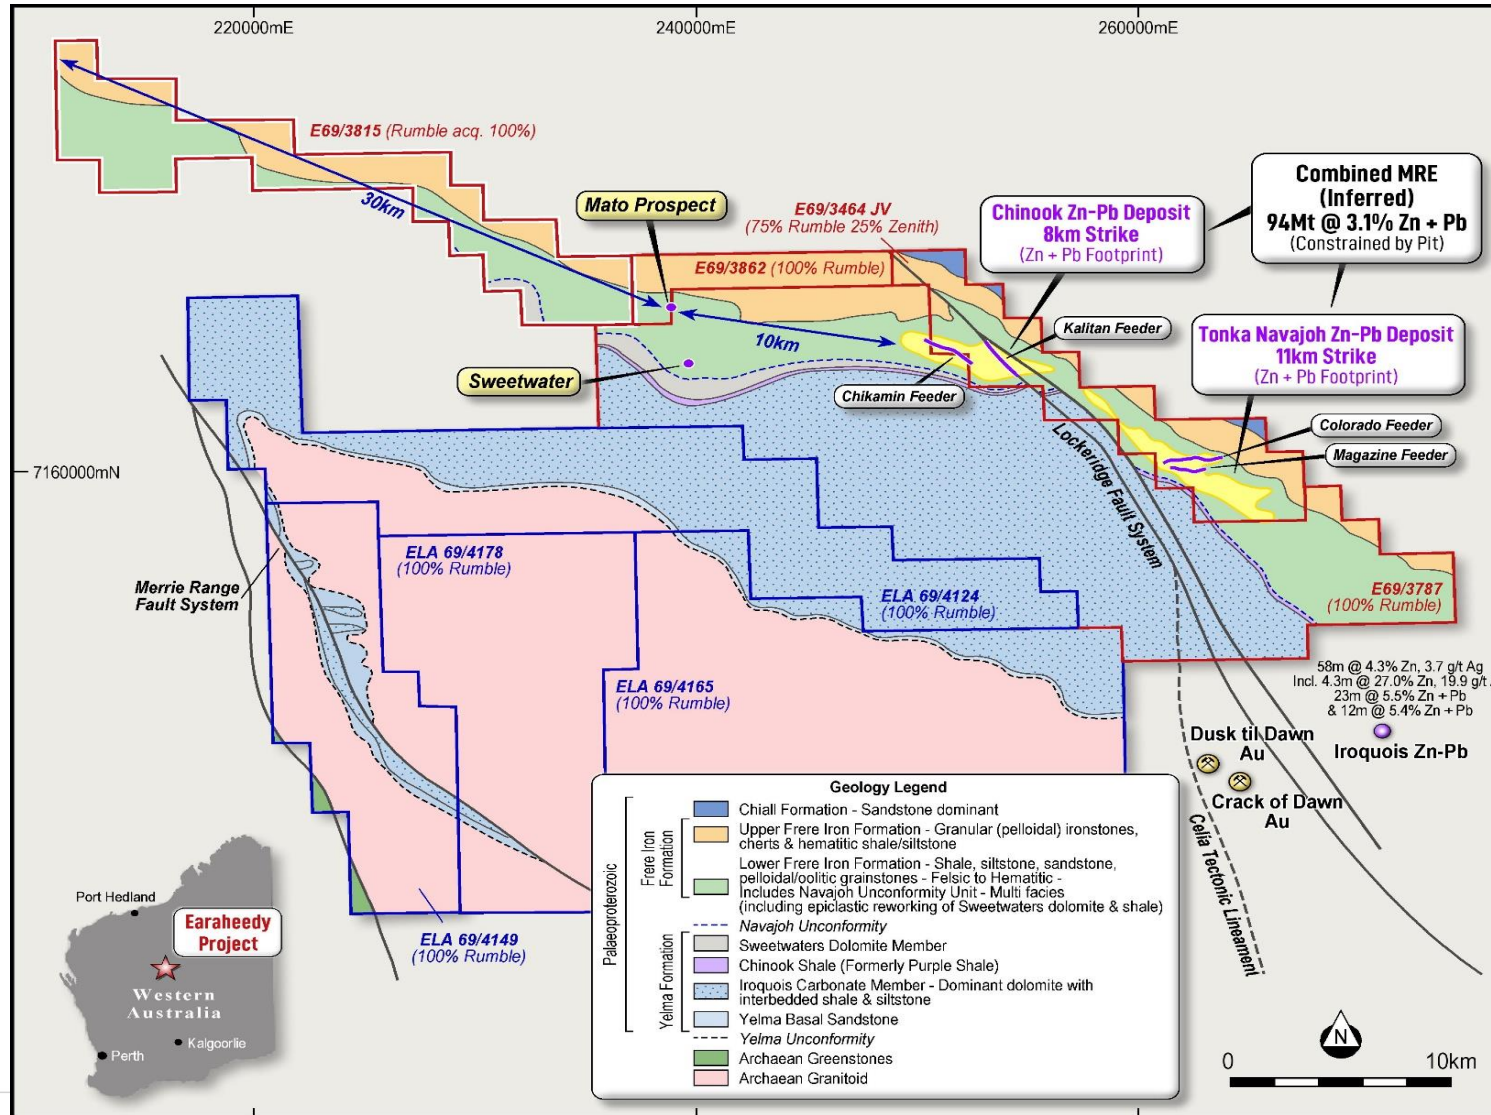 220000mE
240000mE
260000mE
7160000mN
E69/3815 (Rumble acq. 100%)
30km
Mato Prospect
E69/3464 JV
(75% Rumble 25% Zenith)
E69/3862 (100% Rumble)
Chinook Zn-Pb Deposit
8km Strike
(Zn + Pb Footprint)
Combined MRE
(Inferred)
94Mt @ 3.1% Zn + Pb
(Constrained by Pit)
Kalitan Feeder
Tonka Navajoh Zn-Pb Deposit
11km Strike
(Zn + Pb Footprint)
10km
Sweetwater
Chikamin Feeder
Colorado Feeder
Magazine Feeder
Lockeridge Fault System
Merrie Range
Fault System
ELA 69/4178
(100% Rumble)
ELA 69/4124
(100% Rumble)
E69/3787
(100% Rumble)
ELA 69/4165
(100% Rumble)
58m @ 4.3% Zn, 3.7 g/t Ag
Incl. 4.3m @ 27.0% Zn, 19.9 g/t
23m @ 5.5% Zn + Pb
& 12m @ 5.4% Zn + Pb
Iroquois Zn-Pb
Dusk til Dawn
Au
Crack of Dawn
Au
Celia Tectonic Lineament
ELA 69/4149
(100% Rumble)
Geology Legend
Palaeoproterozoic
Frere Iron
Formation
Yelma Formation
Chiall Formation - Sandstone dominant
Upper Frere Iron Formation - Granular (pelloidal) ironstones,
cherts & hematitic shale/siltstone
Lower Frere Iron Formation - Shale, siltstone, sandstone,
pelloidal/oolitic grainstones - Felsic to Hematitic -
Includes Navajoh Unconformity Unit - Multi facies
(including epiclastic reworking of Sweetwaters dolomite & shale)
Navajoh Unconformity
Sweetwaters Dolomite Member
Chinook Shale (Formerly Purple Shale)
Iroquois Carbonate Member - Dominant dolomite with
interbedded shale & siltstone
Yelma Basal Sandstone
Yelma Unconformity
Archaean Greenstones
Archaean Granitoid
Port Hedland
Earaheedy
Project
Western
Australia
Kalgoorlie
Perth
N
0
10km